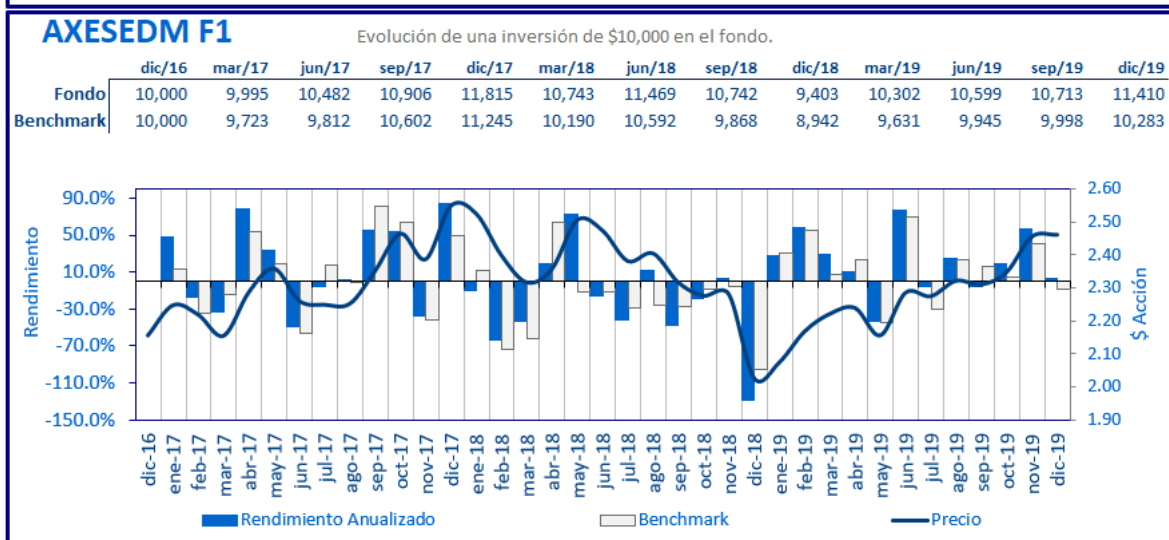 AXESEDM F1
Evolución de una inversión de $10,000 en el fondo.
dic/16 mar/17 jun/17 sep/17 dic/17 mar/18 jun/18 sep/18 dic/18 mar/19 jun/19 sep/19 dic/19
Fondo 10,000 9,995 10,482 10,906 11,815 10,743 11,469 10,742 9,403 10,302 10,599 10,713 11,410
Benchmark 10,000 9,723 9,812 10,602 11,245 10,190 10,592 9,868 8,942 9,631 9,945 9,998 10,283
Rendimiento
90.0%
50.0%
10.0%
-30.0%
-70.0%
-110.0%
-150.0%
2.60
2.50
2.40
2.30
2.20
2.10
2.00
1.90
$ Acción
dic-16 ene-17 feb-17 mar-17 abr-17 may-17 jun-17 jul-17 ago-17 sep-17 oct-17 nov-17 dic-17 ene-18 feb-18 mar-18 abr-18 may-18 jun-18 jul-18 ago-18 sep-18 oct-18 nov-18 dic-18 ene-19 feb-19 mar-19 abr-19 may-19 jun-19 jul-19 ago-19 sep-19 oct-19 nov-19 dic-19
Rendimiento Anualizado Benchmark Precio